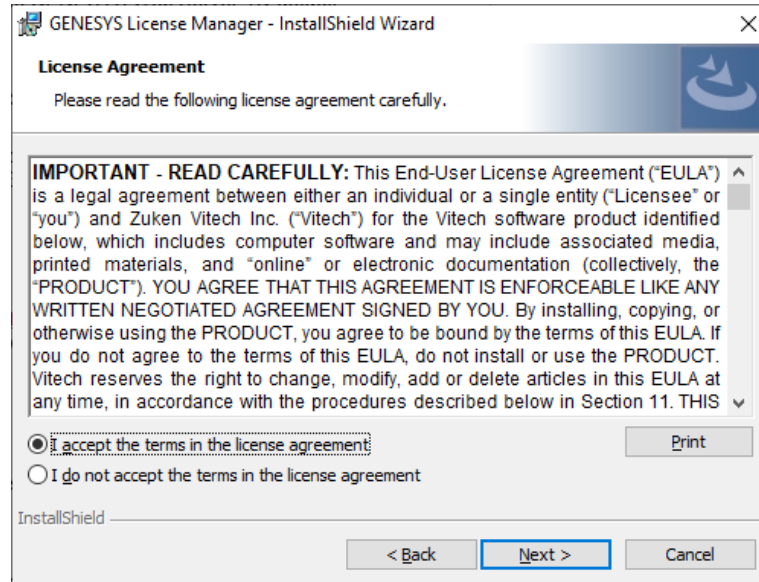 GENESYS License Manager - InstallShield Wizard
License Agreement
Please read the following license agreement carefully.
IMPORTANT - READ CAREFULLY: This End-User License Agreement (“EULA”)
is a legal agreement between either an individual or a single entity (“Licensee” or
“you”) and Zuken Vitech Inc. (“Vitech”) for the Vitech software product identified
below, which includes computer software and may include associated media,
printed materials, and “online” or electronic documentation (collectively, the
“PRODUCT”). YOU AGREE THAT THIS AGREEMENT IS ENFORCEABLE LIKE ANY
WRITTEN NEGOTIATED AGREEMENT SIGNED BY YOU. By installing, copying, or
otherwise using the PRODUCT, you agree to be bound by the terms of this EULA. If
you do not agree to the terms of this EULA, do not install or use the PRODUCT.
Vitech reserves the right to change, modify, add or delete articles in this EULA at
any time, in accordance with the procedures described below in Section 11. THIS
I accept the terms in the license agreement
Print
I do not accept the terms in the license agreement
InstallShield
< Back
Next >
Cancel